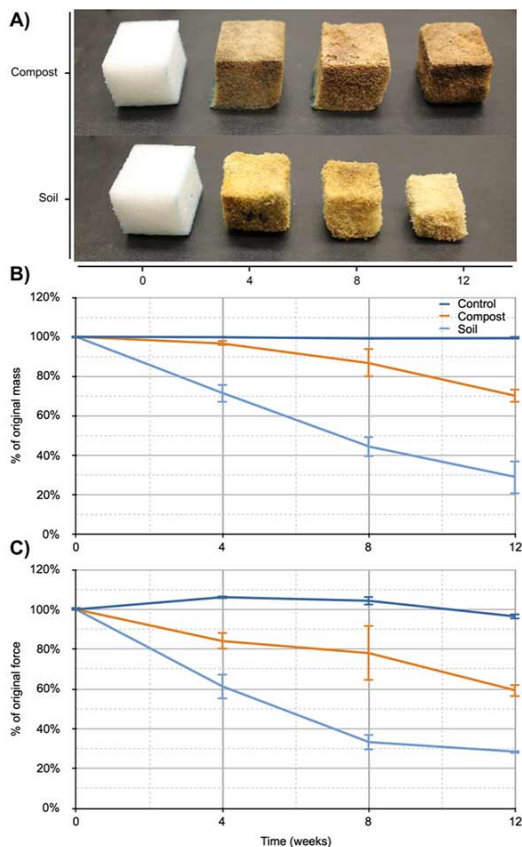 A)
Compost
Soil
0 4 8 12
B)
120%
100%
80%
60%
40%
20%
0%
% of original mass
Control
Compost
Soil
0 4 8 12
C)
120%
100%
80%
60%
40%
20%
0%
% of original force
0 4 8 12
Time (weeks)